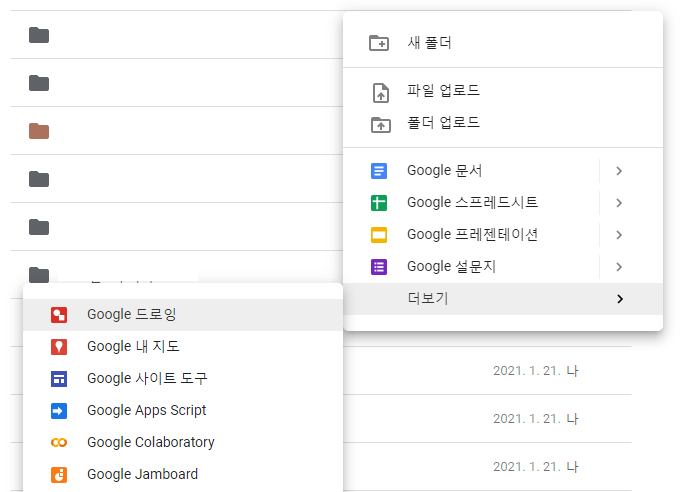 새 폴더
파일 업로드
폴더 업로드
Google 문서
Google 스프레드시트
Google 프레젠테이션
Google 설문지
더보기
Google 드로잉
Google 내 지도
Google 사이트 도구
Google Apps Script
Google Colaboratory
Google Jamboard
2021. 1. 21. 나
2021. 1. 21. 나
2021. 1. 21. 나